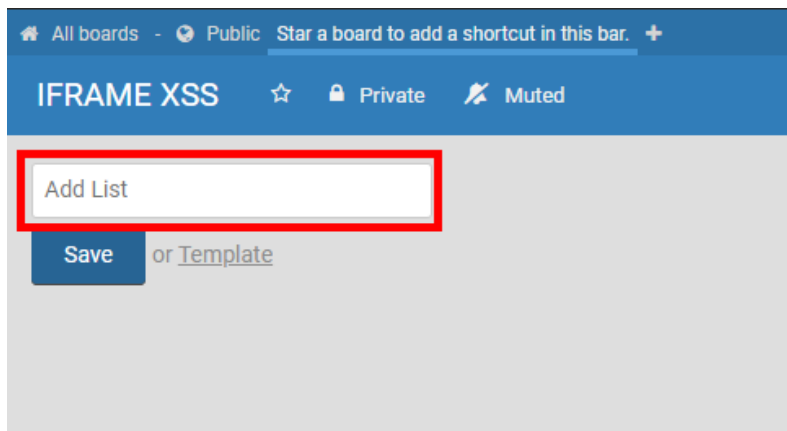 All boards - Public Star a board to add a shortcut in this bar.
IFRAME XSS Private Muted
Add List
Save or Template